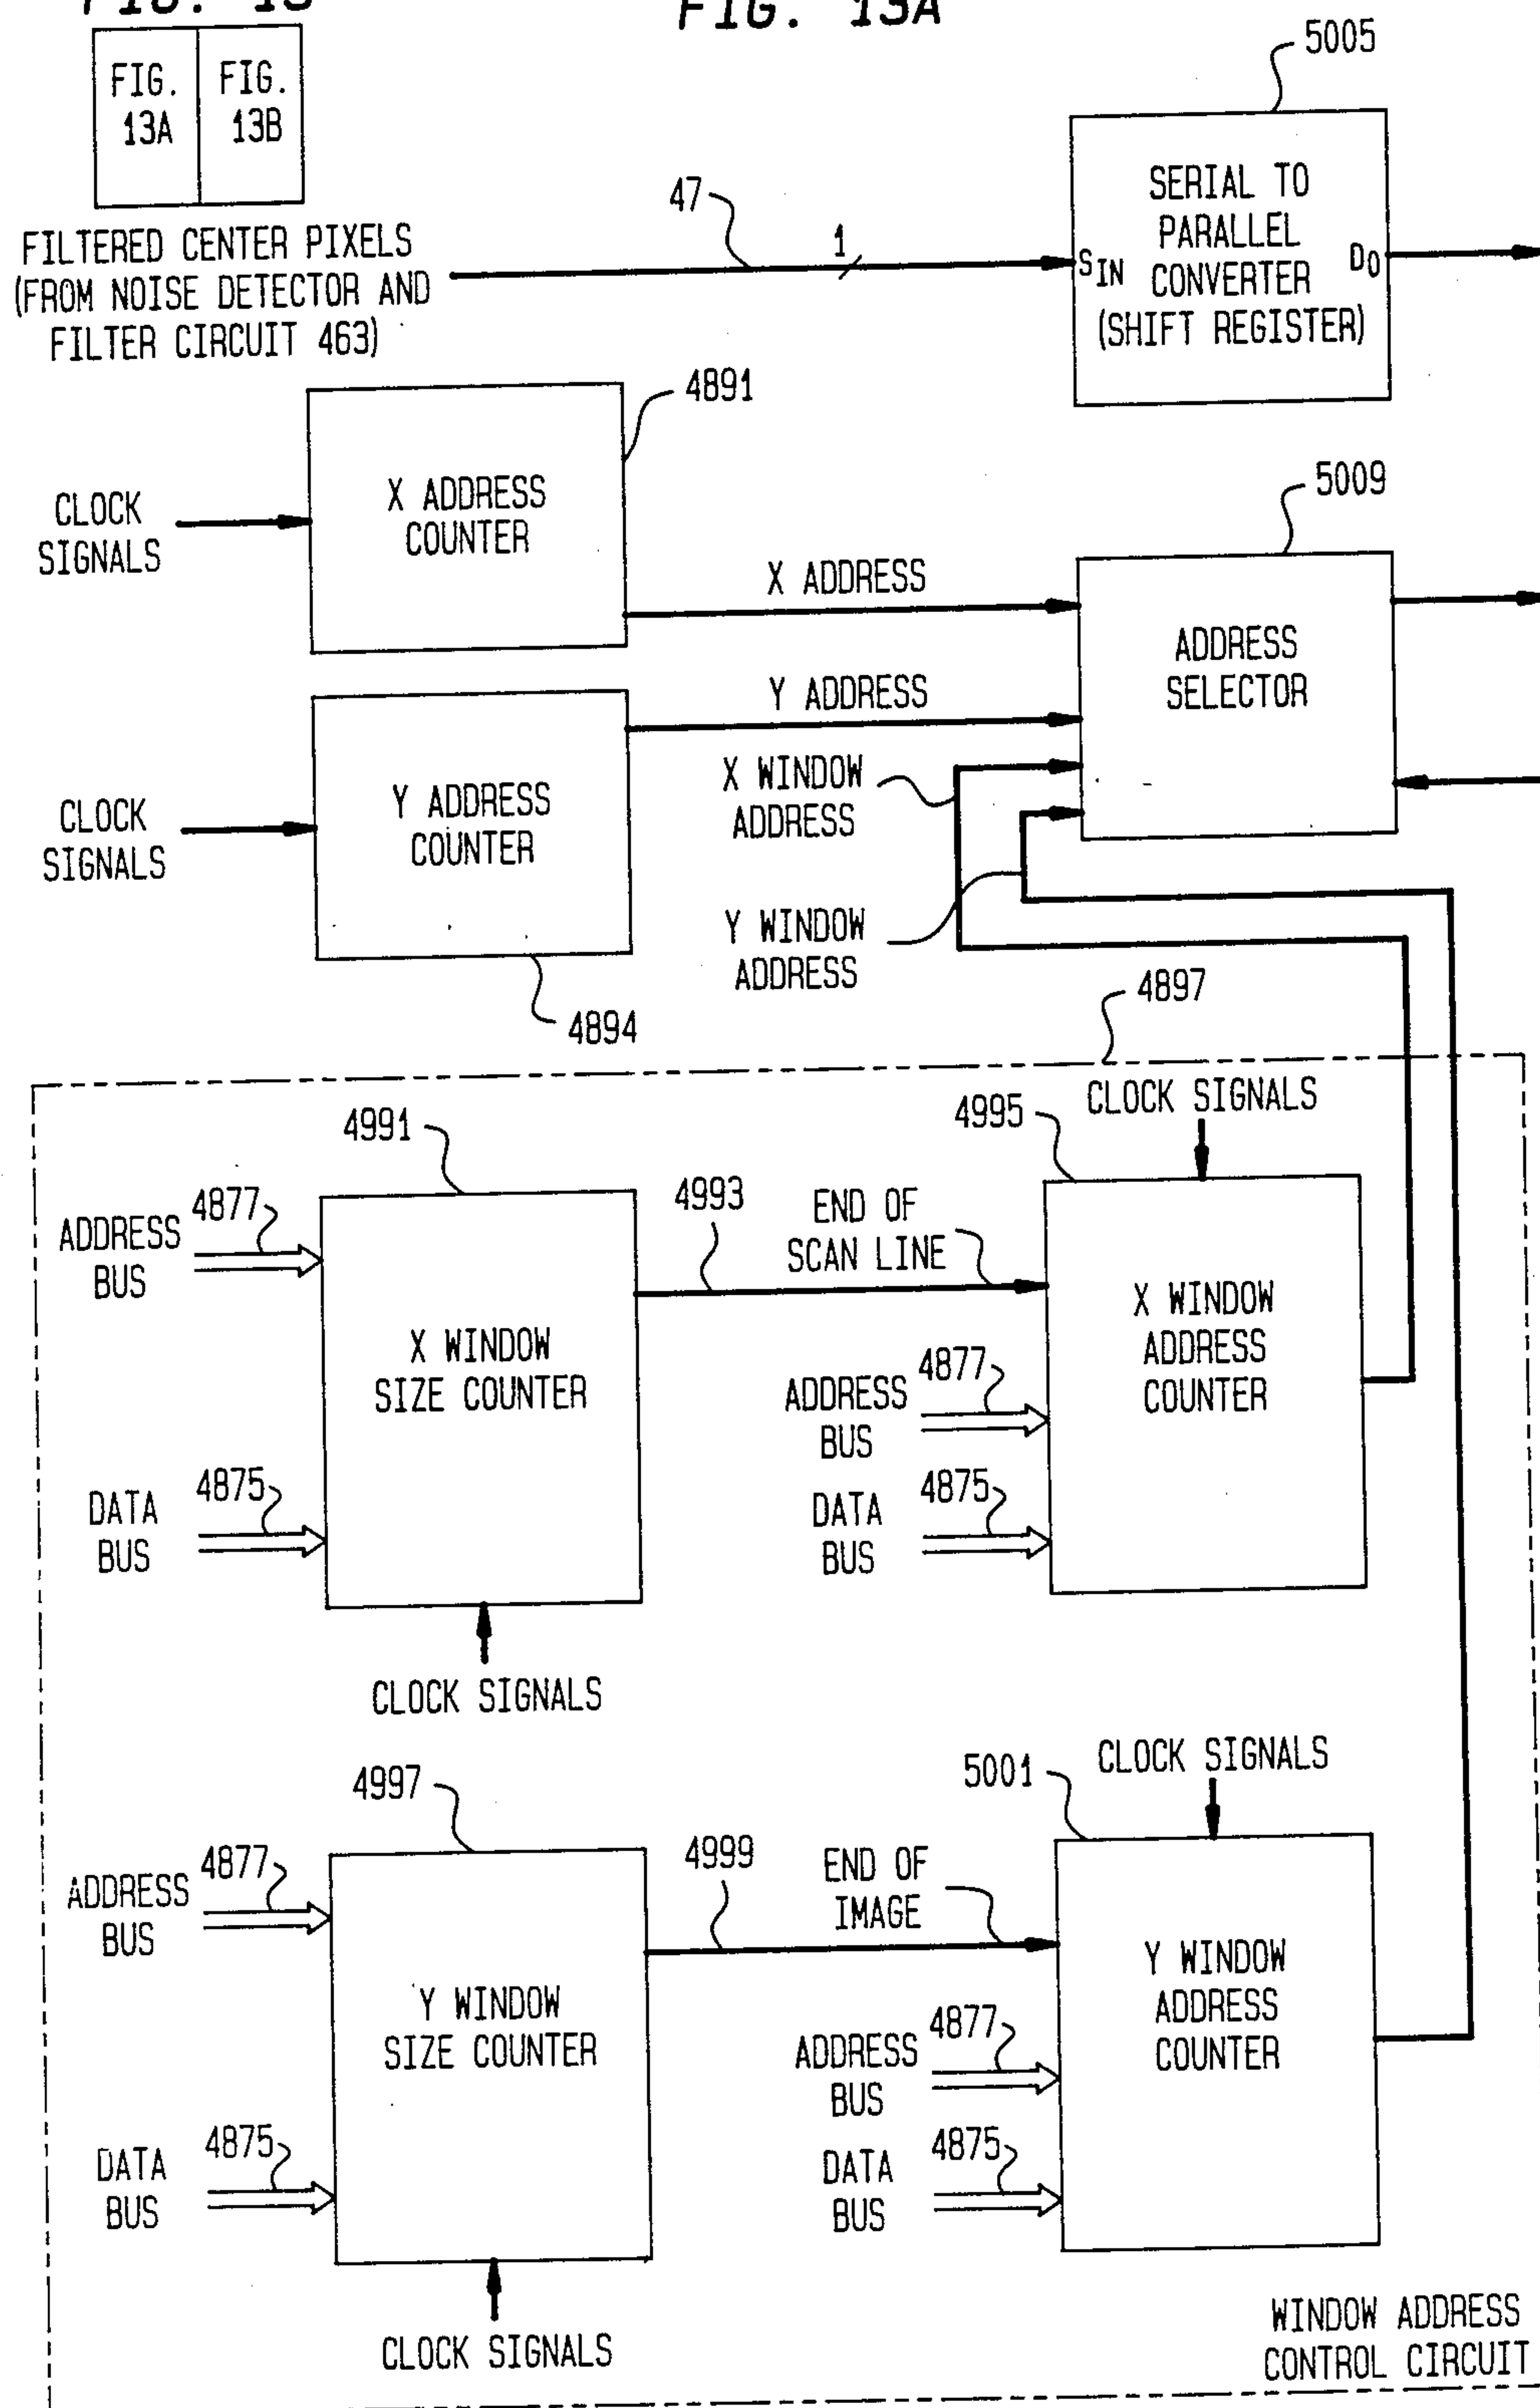 FIG. 13
FIG. 13A
FIG.
13A
FIG.
13B
5005
SERIAL TO
PARALLEL
CONVERTER
(SHIFT REGISTER)
SIN
D0
47
1
FILTERED CENTER PIXELS
(FROM NOISE DETECTOR AND
FILTER CIRCUIT 463)
4891
X ADDRESS
COUNTER
CLOCK
SIGNALS
5009
X ADDRESS
ADDRESS
SELECTOR
Y ADDRESS
Y ADDRESS
COUNTER
CLOCK
SIGNALS
X WINDOW
ADDRESS
Y WINDOW
ADDRESS
4894
4897
4991
4995
CLOCK SIGNALS
ADDRESS
BUS
4877
4993
END OF
SCAN LINE
X WINDOW
SIZE COUNTER
X WINDOW
ADDRESS
COUNTER
ADDRESS
BUS
4877
DATA
BUS
4875
DATA
BUS
4875
CLOCK SIGNALS
4997
5001
CLOCK SIGNALS
ADDRESS
BUS
4877
4999
END OF
IMAGE
Y WINDOW
SIZE COUNTER
Y WINDOW
ADDRESS
COUNTER
ADDRESS
BUS
4877
DATA
BUS
4875
DATA
BUS
4875
CLOCK SIGNALS
WINDOW ADDRESS
CONTROL CIRCUIT